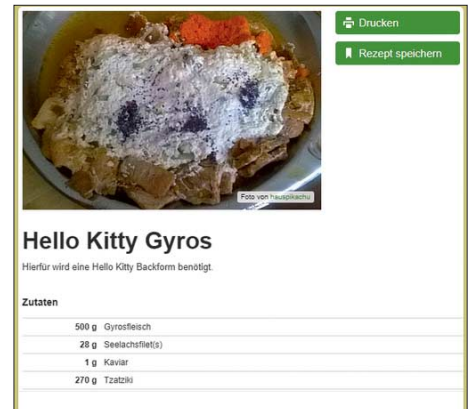 Drucken
Rezept speichern
Foto von hauspikachu
Hello Kitty Gyros
Hierfür wird eine Hello Kitty Backform benötigt.
Zutaten
500 g Gyrosfleisch
28 g Seelachsfilet(s)
1 g Kaviar
270 g Tzatziki